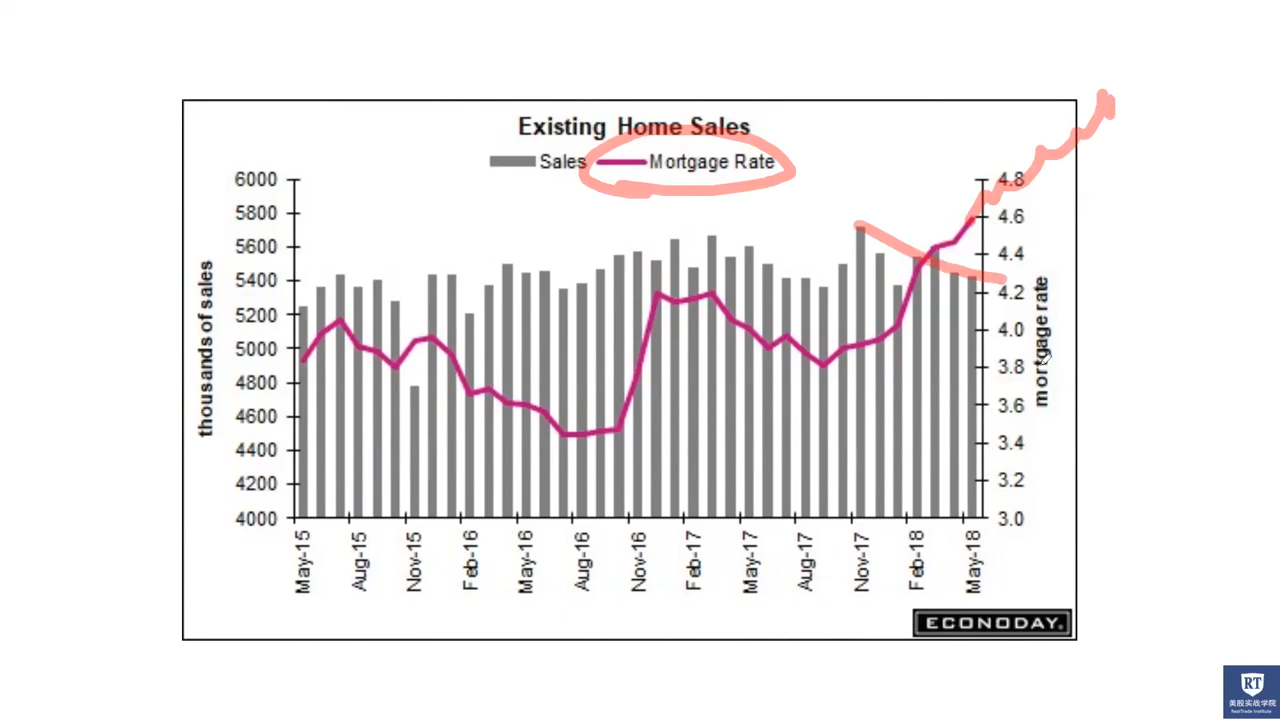 Existing Home Sales
Sales Mortgage Rate
6000
5800
5600
5400
5200
5000
4800
4600
4400
4200
4000
thousands of sales
4.8
4.6
4.4
4.2
4.0
3.8
3.6
3.4
3.2
3.0
mortgage rate
May-15
Aug-15
Nov-15
Feb-16
May-16
Aug-16
Nov-16
Feb-17
May-17
Aug-17
Nov-17
Feb-18
May-18
ECONODAY.
RT
美股实战学院
RealTrade Institute